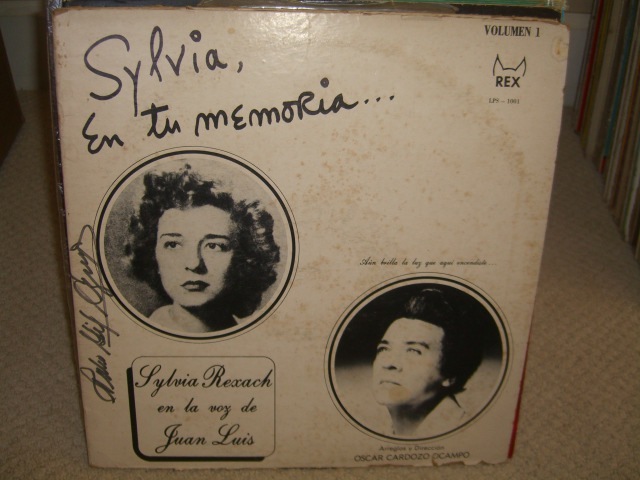 Sylvia,
En tu memoria...
VOLUMEN 1
REX
LPS - 1003
Aún brilla la luz que aquí encendiste...
Sylvia Rexach
en la voz de
Juan Luis
Arreglos y Dirección
OSCAR CARDOZO OCAMPO